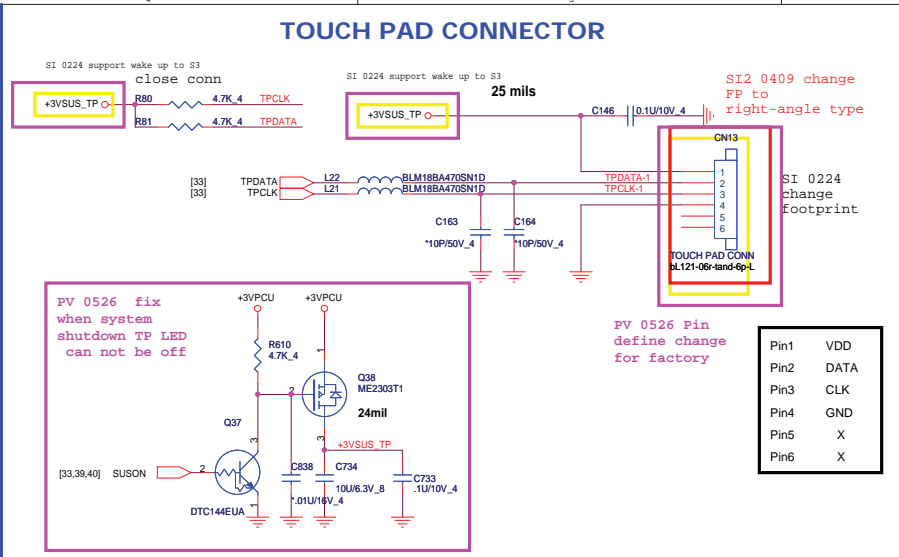 TOUCH PAD CONNECTOR
SI 0224 support wake up to S3
close conn
+3VSUS_TP
R80 4.7K_4 TPCLK
R81 4.7K_4 TPDATA
SI 0224 support wake up to S3
25 mils
+3VSUS_TP
C146 0.1U/10V_4
SI2 0409 change
FP to
right-angle type
CN13
[33] TPDATA L22 BLM18BA470SN1D TPDATA-1
[33] TPCLK L21 BLM18BA470SN1D TPCLK-1
1
2
3
4
5
6
SI 0224
change
footprint
C163
*10P/50V_4
C164
*10P/50V_4
TOUCH PAD CONN
bL121-06r-tand-6p-L
PV 0526 fix
when system
shutdown TP LED
can not be off
+3VPCU
+3VPCU
R610
4.7K_4
1
2
3
Q38
ME2303T1
24mil
+3VSUS_TP
Q37
3
2
1
[33,39,40] SUSON
DTC144EUA
C838
*.01U/16V_4
C734
10U/6.3V_8
C733
.1U/10V_4
PV 0526 Pin
define change
for factory
Pin1 VDD
Pin2 DATA
Pin3 CLK
Pin4 GND
Pin5 X
Pin6 X